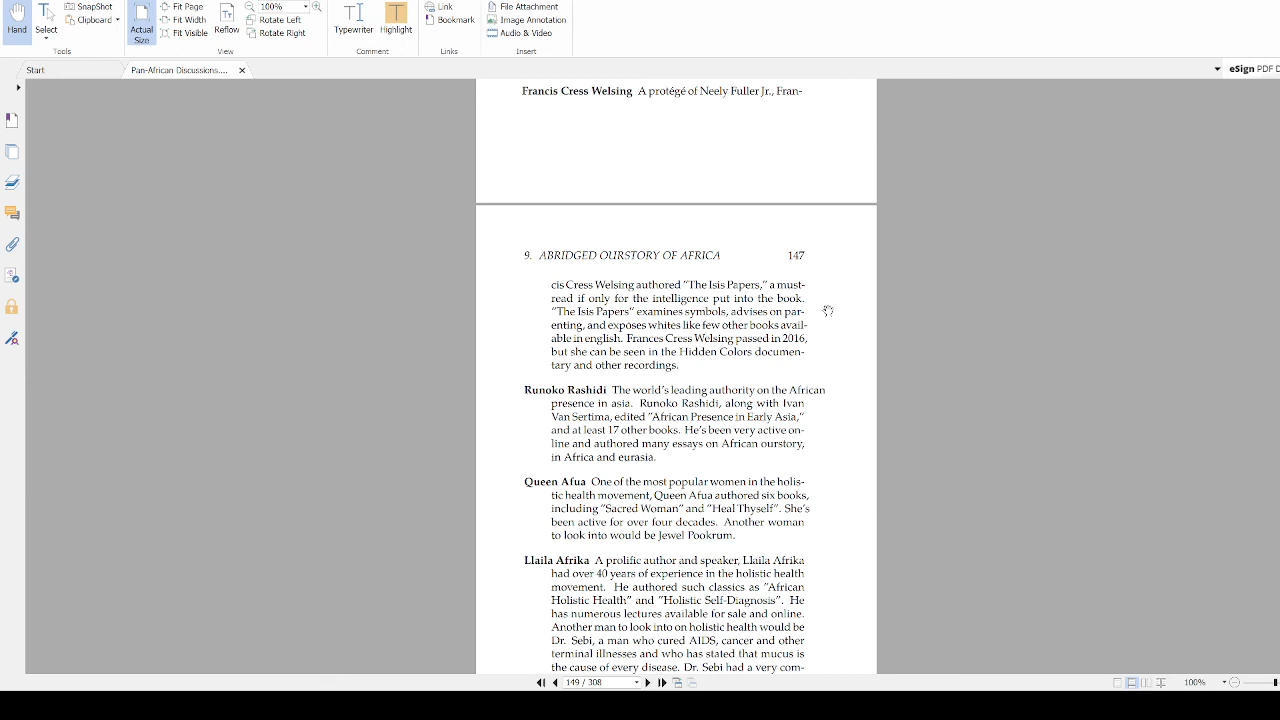 SnapShot
Fit Page
100%
Link
File Attachment
Hand
Select
Clipboard
Actual
Size
Fit Width
Fit Visible
Reflow
Rotate Left
Rotate Right
Typewriter
Highlight
Bookmark
Image Annotation
Audio & Video
Tools
View
Comment
Links
Insert
Start
Pan-African Discussions....
eSign PDF D
Francis Cress Welsing A protégé of Neely Fuller Jr., Fran-
9. ABRIDGED OURSTORY OF AFRICA 147
cis Cress Welsing authored "The Isis Papers," a must-
read if only for the intelligence put into the book.
"The Isis Papers" examines symbols, advises on par-
enting, and exposes whites like few other books avail-
able in english. Frances Cress Welsing passed in 2016,
but she can be seen in the Hidden Colors documen-
tary and other recordings.
Runoko Rashidi The world's leading authority on the African
presence in asia. Runoko Rashidi, along with Ivan
Van Sertima, edited "African Presence in Early Asia,"
and at least 17 other books. He's been very active on-
line and authored many essays on African ourstory,
in Africa and eurasia.
Queen Afua One of the most popular women in the holis-
tic health movement, Queen Afua authored six books,
including "Sacred Woman" and "Heal Thyself". She's
been active for over four decades. Another woman
to look into would be Jewel Pookrum.
Llaila Afrika A prolific author and speaker, Llaila Afrika
had over 40 years of experience in the holistic health
movement. He authored such classics as "African
Holistic Health" and "Holistic Self-Diagnosis". He
has numerous lectures available for sale and online.
Another man to look into on holistic health would be
Dr. Sebi, a man who cured AIDS, cancer and other
terminal illnesses and who has stated that mucus is
the cause of every disease. Dr. Sebi had a very com-
149 / 308
100%